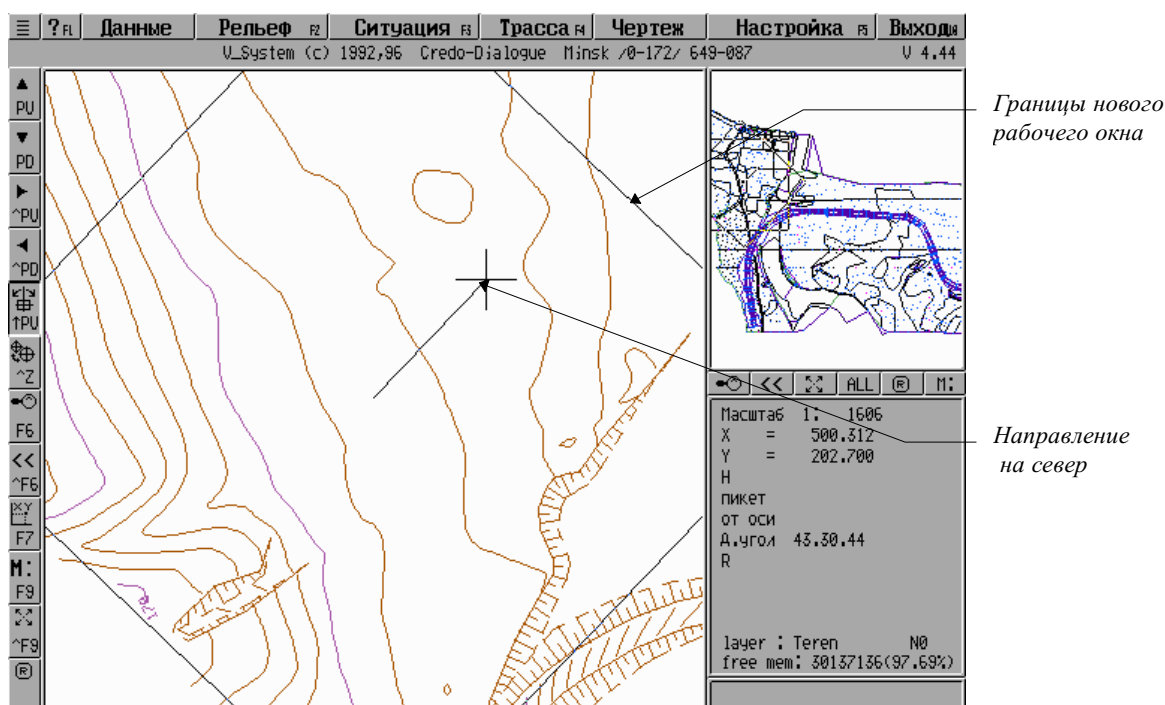 ≡ ?F1 Данные Рельеф F2 Ситуация F3 Трасса F4 Чертеж Настройка F5 Выход
V_System (c) 1992,96 Credo-Dialogue Minsk /0-172/ 649-087 V 4.44
PU
PD
^PU
^PD
↑PU
^Z
F6
<<
^F6
XY
F7
M:
F9
^F9
®
170
<< ALL ® M:
Масштаб 1: 1606
X = 500.312
Y = 202.700
H
пикет
от оси
Д.угол 43.30.44
R
layer : Teren N0
free mem: 30137136(97.69%)
Границы нового
рабочего окна
Направление
на север